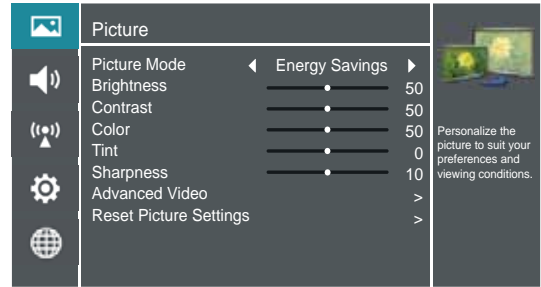 Picture
Picture Mode Energy Savings
Brightness 50
Contrast 50
Color 50
Tint 0
Sharpness 10
Advanced Video >
Reset Picture Settings >
Personalize the
picture to suit your
preferences and
viewing conditions.